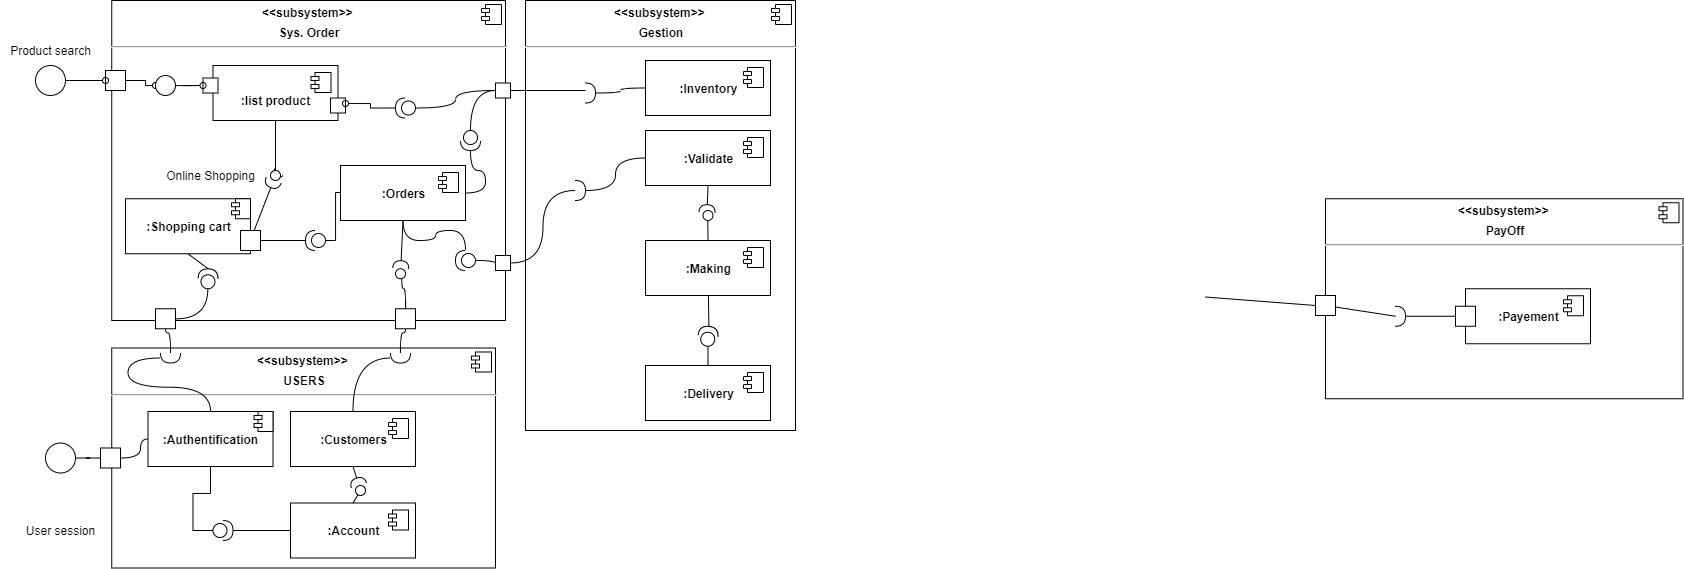 <<subsystem>>
Sys. Order
Product search
:list product
Online Shopping
:Orders
:Shopping cart
<<subsystem>>
Gestion
:Inventory
:Validate
:Making
:Delivery
<<subsystem>>
USERS
:Authentification
:Customers
:Account
User session
<<subsystem>>
PayOff
:Payement